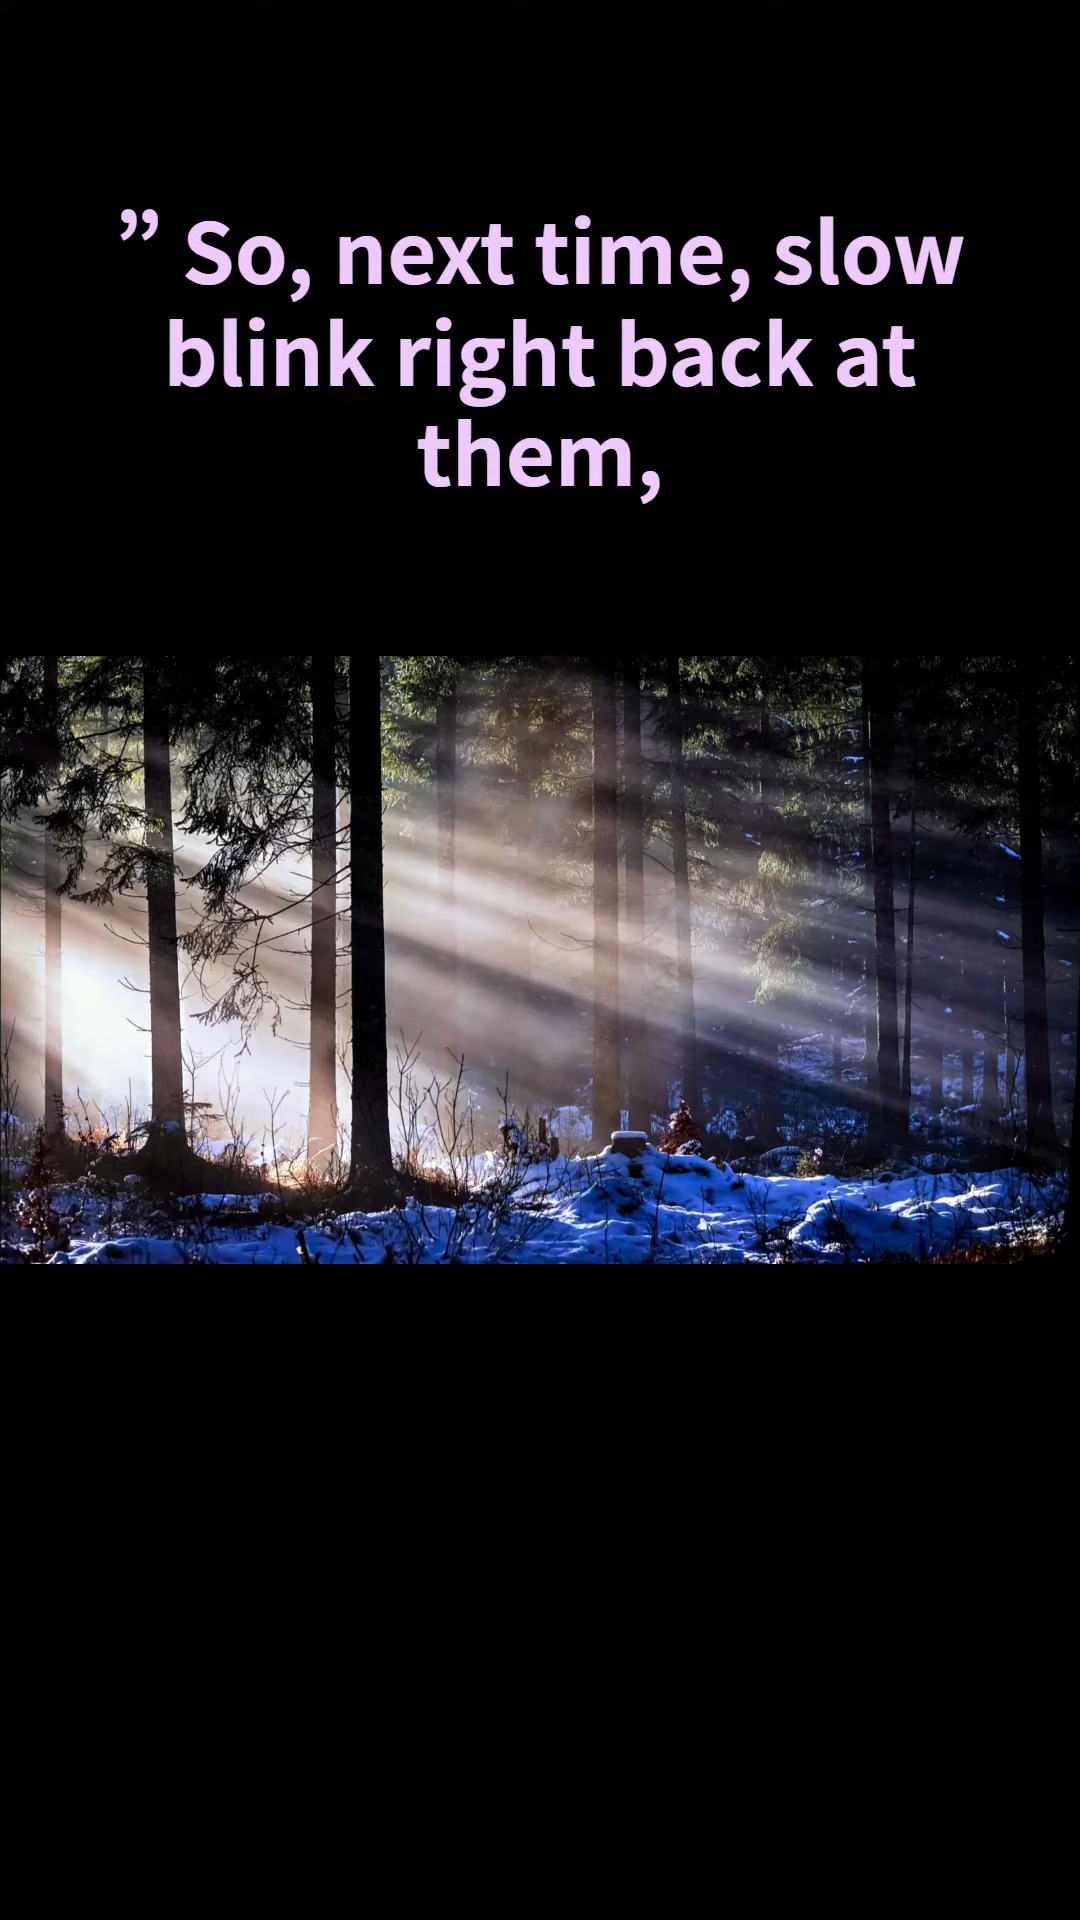 ” So, next time, slow
blink right back at
them,